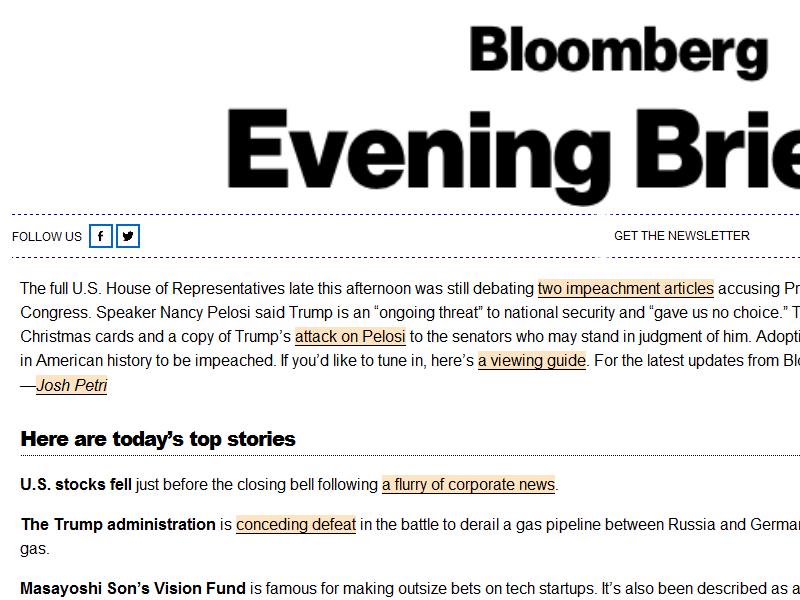 Bloomberg
Evening Brie
FOLLOW US GET THE NEWSLETTER
The full U.S. House of Representatives late this afternoon was still debating two impeachment articles accusing Pr
Congress. Speaker Nancy Pelosi said Trump is an “ongoing threat” to national security and “gave us no choice.” T
Christmas cards and a copy of Trump’s attack on Pelosi to the senators who may stand in judgment of him. Adopti
in American history to be impeached. If you’d like to tune in, here’s a viewing guide. For the latest updates from Blo
—Josh Petri
Here are today’s top stories
U.S. stocks fell just before the closing bell following a flurry of corporate news.
The Trump administration is conceding defeat in the battle to derail a gas pipeline between Russia and German
gas.
Masayoshi Son’s Vision Fund is famous for making outsize bets on tech startups. It’s also been described as a